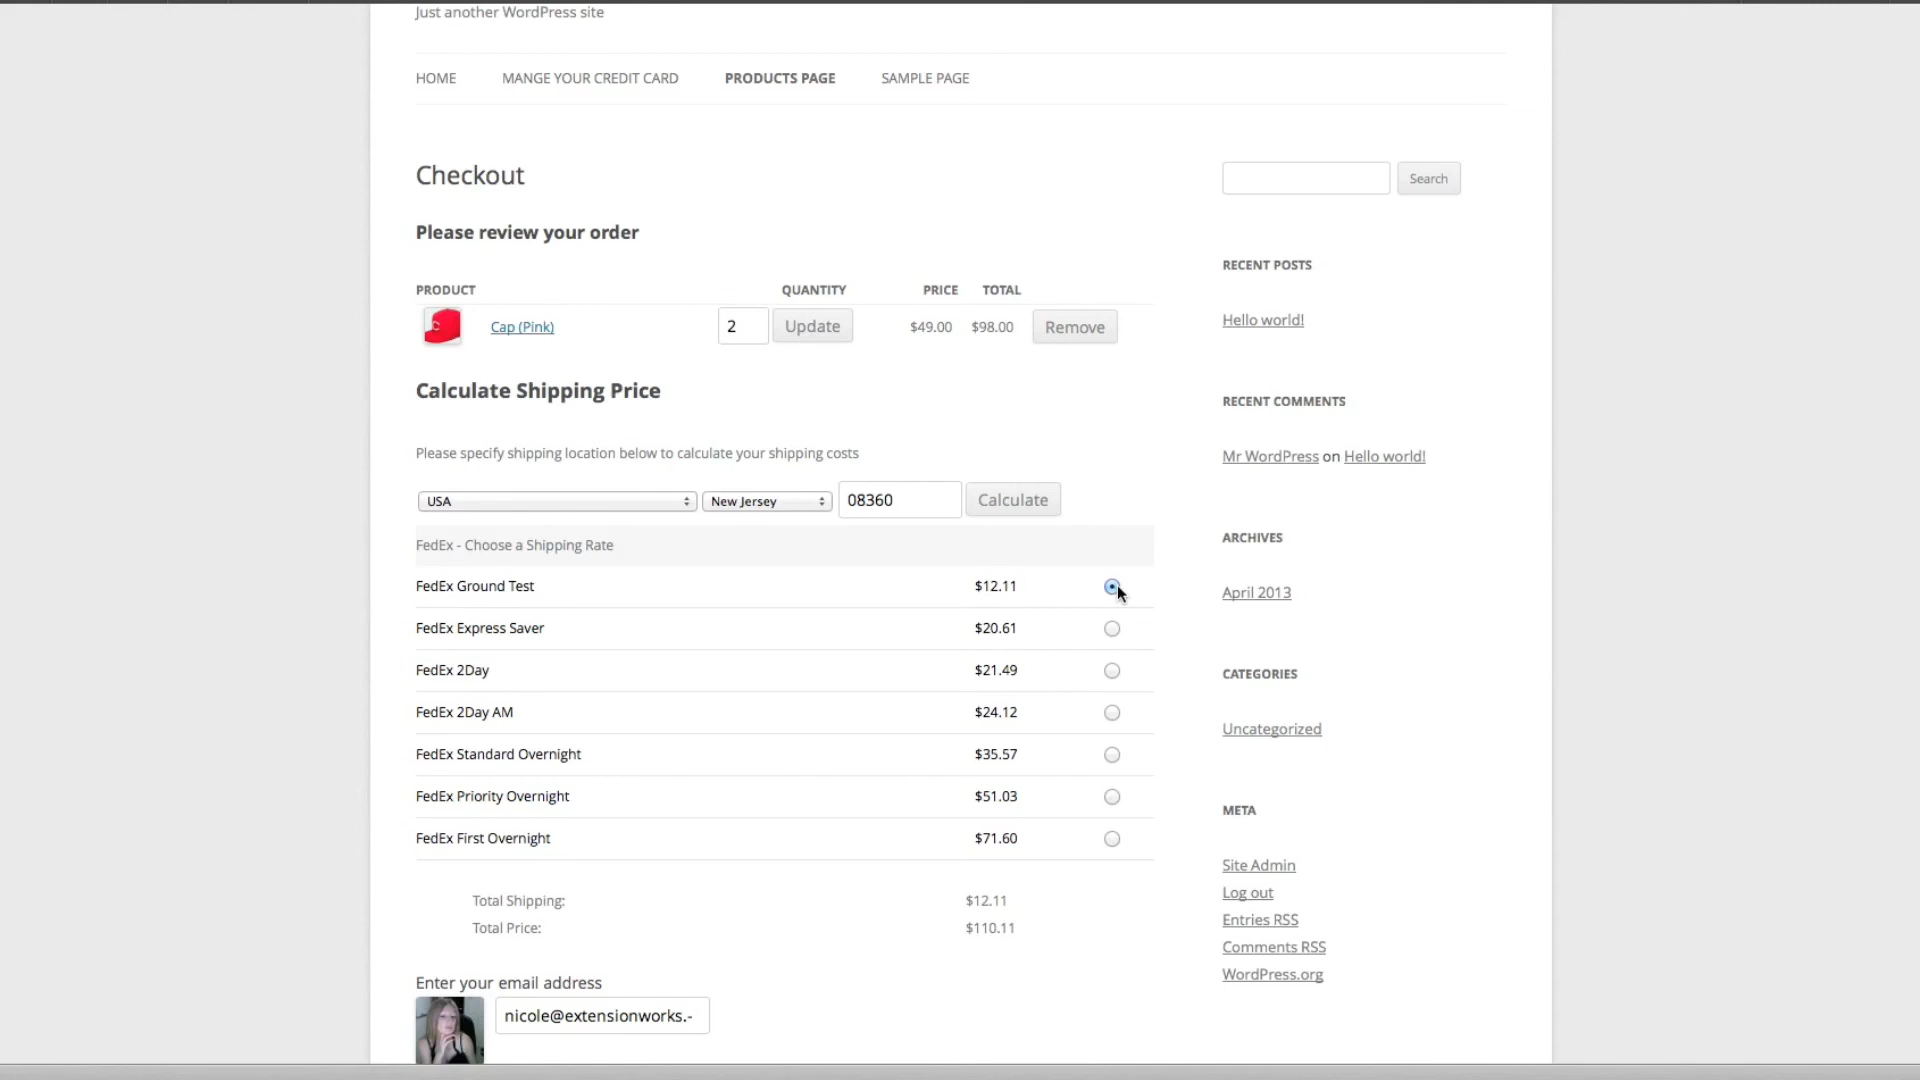 Just another WordPress site
HOME MANGE YOUR CREDIT CARD PRODUCTS PAGE SAMPLE PAGE
Checkout
Please review your order
PRODUCT QUANTITY PRICE TOTAL
Cap (Pink) 2 Update $49.00 $98.00 Remove
Calculate Shipping Price
Please specify shipping location below to calculate your shipping costs
USA New Jersey 08360 Calculate
FedEx - Choose a Shipping Rate
FedEx Ground Test $12.11
FedEx Express Saver $20.61
FedEx 2Day $21.49
FedEx 2Day AM $24.12
FedEx Standard Overnight $35.57
FedEx Priority Overnight $51.03
FedEx First Overnight $71.60
Total Shipping: $12.11
Total Price: $110.11
Enter your email address
nicole@extensionworks.-
Search
RECENT POSTS
Hello world!
RECENT COMMENTS
Mr WordPress on Hello world!
ARCHIVES
April 2013
CATEGORIES
Uncategorized
META
Site Admin
Log out
Entries RSS
Comments RSS
WordPress.org